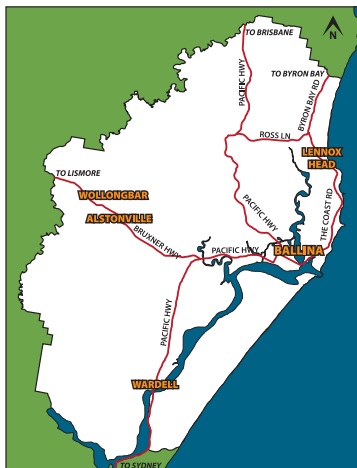 TO BRISBANE
N
PACIFIC HWY
TO BYRON BAY
BYRON BAY RD
ROSS LN
LENNOX
HEAD
TO LISMORE
WOLLONGBAR
ALSTONVILLE
BRUXNER HWY
PACIFIC HWY
THE COAST RD
PACIFIC HWY
BALLINA
PACIFIC HWY
WARDELL
TO SYDNEY